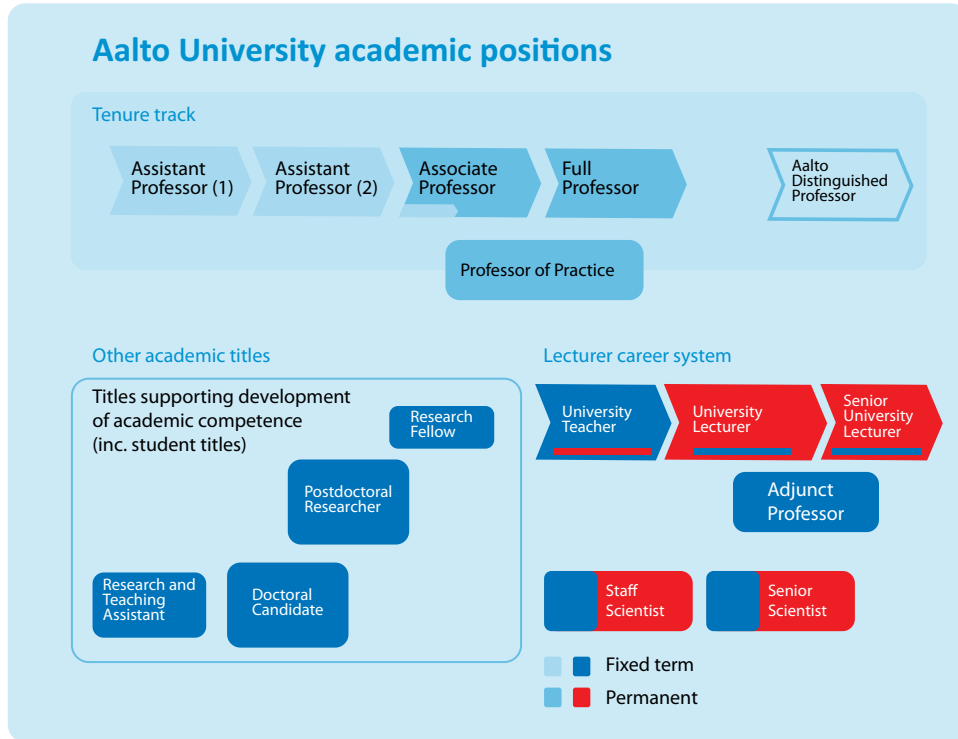 Aalto University academic positions
Tenure track
Assistant
Professor (1)
Assistant
Professor (2)
Associate
Professor
Full
Professor
Aalto
Distinguished
Professor
Professor of Practice
Other academic titles
Titles supporting development
of academic competence
(inc. student titles)
Research
Fellow
Postdoctoral
Researcher
Research and
Teaching
Assistant
Doctoral
Candidate
Lecturer career system
University
Teacher
University
Lecturer
Senior
University
Lecturer
Adjunct
Professor
Staff
Scientist
Senior
Scientist
Fixed term
Permanent